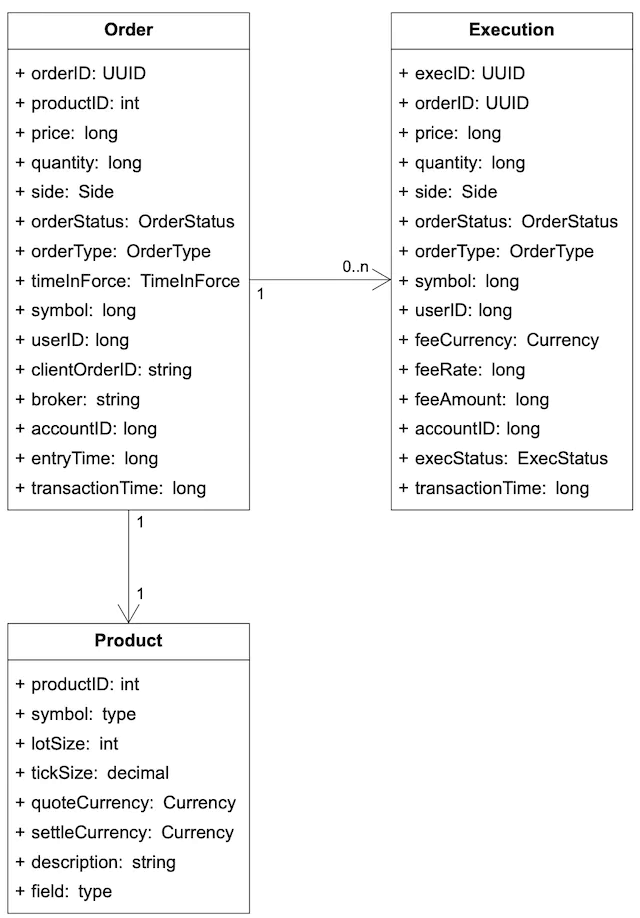 Order
+ orderID: UUID
+ productID: int
+ price: long
+ quantity: long
+ side: Side
+ orderStatus: OrderStatus
+ orderType: OrderType
+ timeInForce: TimeInForce
+ symbol: long
+ userID: long
+ clientOrderID: string
+ broker: string
+ accountID: long
+ entryTime: long
+ transactionTime: long
1
0..n
Execution
+ execID: UUID
+ orderID: UUID
+ price: long
+ quantity: long
+ side: Side
+ orderStatus: OrderStatus
+ orderType: OrderType
+ symbol: long
+ userID: long
+ feeCurrency: Currency
+ feeRate: long
+ feeAmount: long
+ accountID: long
+ execStatus: ExecStatus
+ transactionTime: long
1
1
Product
+ productID: int
+ symbol: type
+ lotSize: int
+ tickSize: decimal
+ quoteCurrency: Currency
+ settleCurrency: Currency
+ description: string
+ field: type